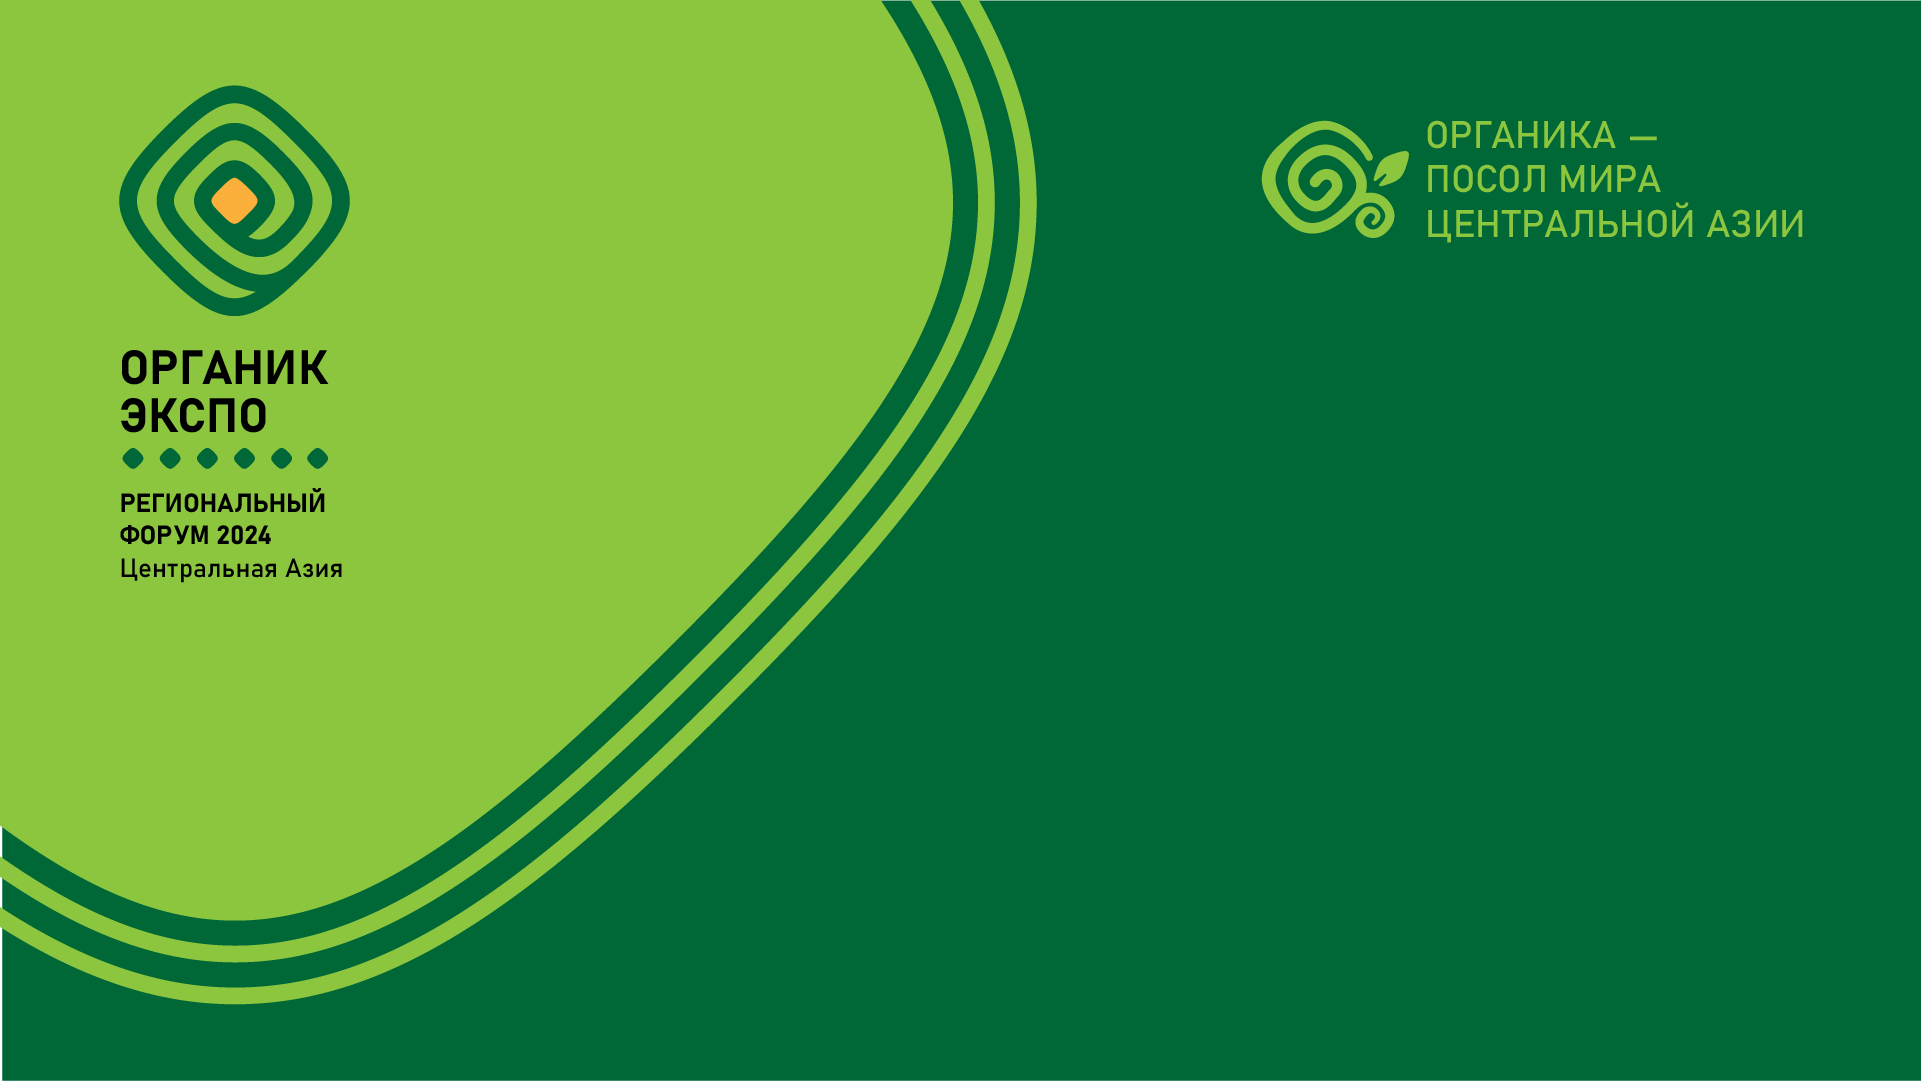 ОРГАНИК
ЭКСПО
РЕГИОНАЛЬНЫЙ
ФОРУМ 2024
Центральная Азия
ОРГАНИКА —
ПОСОЛ МИРА
ЦЕНТРАЛЬНОЙ АЗИИ